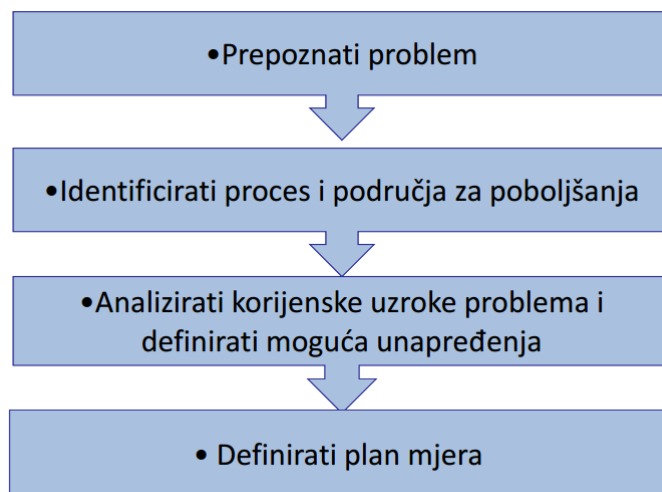 •Prepoznati problem
•Identificirati proces i područja za poboljšanja
•Analizirati korijenske uzroke problema i
definirati moguća unapređenja
• Definirati plan mjera